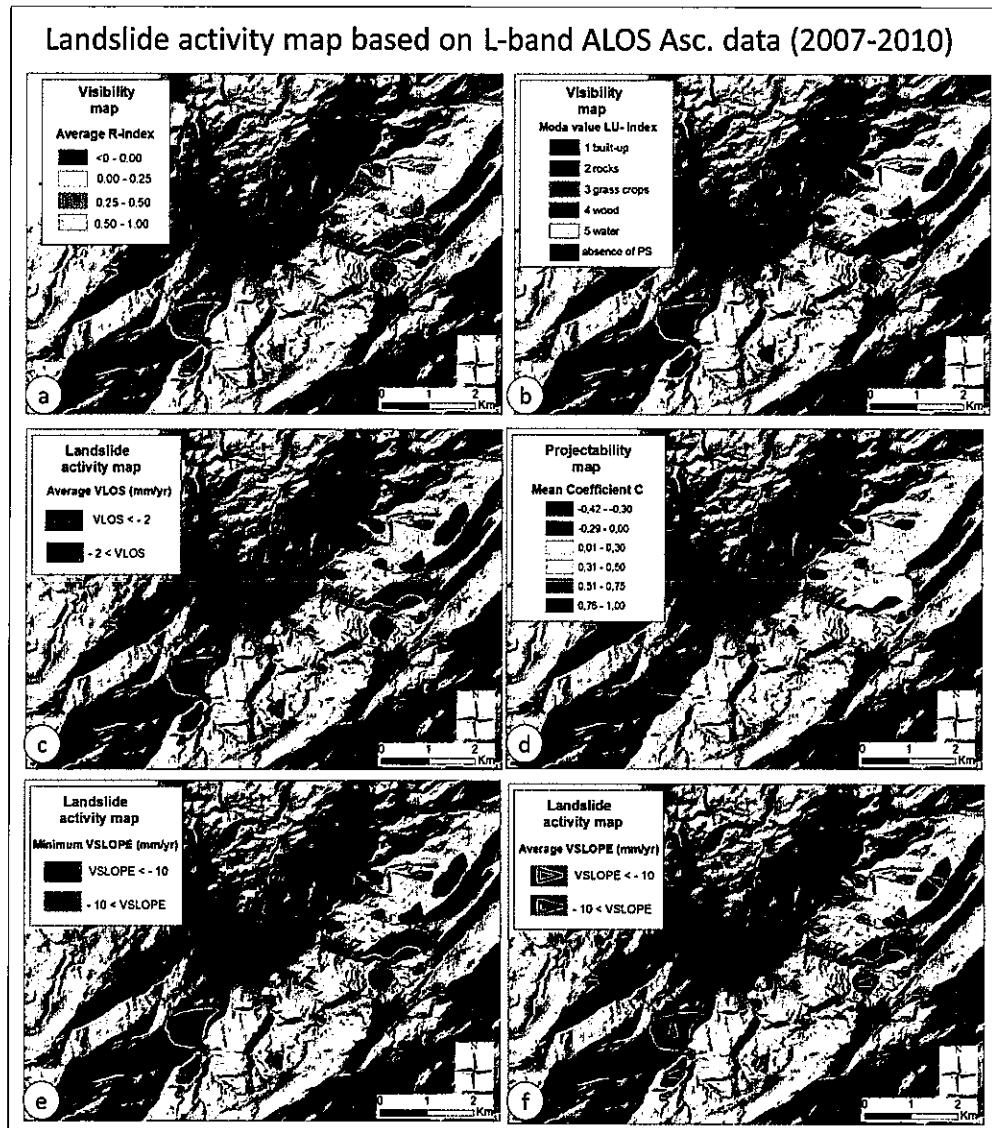 Landslide activity map based on L-band ALOS Asc. data (2007-2010)
Visibility
map
Average R-Index
<0 - 0.00
0.00 - 0.25
0.25 - 0.50
0.50 - 1.00
a
0 1 2
Km
Visibility
map
Moda value LU- Index
1 built-up
2 rocks
3 grass crops
4 wood
5 water
absence of PS
b
0 1 2
Km
Landslide
activity map
Average VLOS (mm/yr)
VLOS < - 2
- 2 < VLOS
c
0 1 2
Km
Projectability
map
Mean Coefficient C
-0,42 - -0,30
-0,29 - 0,00
0,01 - 0,30
0,31 - 0,50
0,51 - 0,75
0,76 - 1,00
d
0 1 2
Km
Landslide
activity map
Minimum VSLOPE (mm/yr)
VSLOPE < - 10
- 10 < VSLOPE
e
0 1 2
Km
Landslide
activity map
Average VSLOPE (mm/yr)
VSLOPE < - 10
- 10 < VSLOPE
f
0 1 2
Km